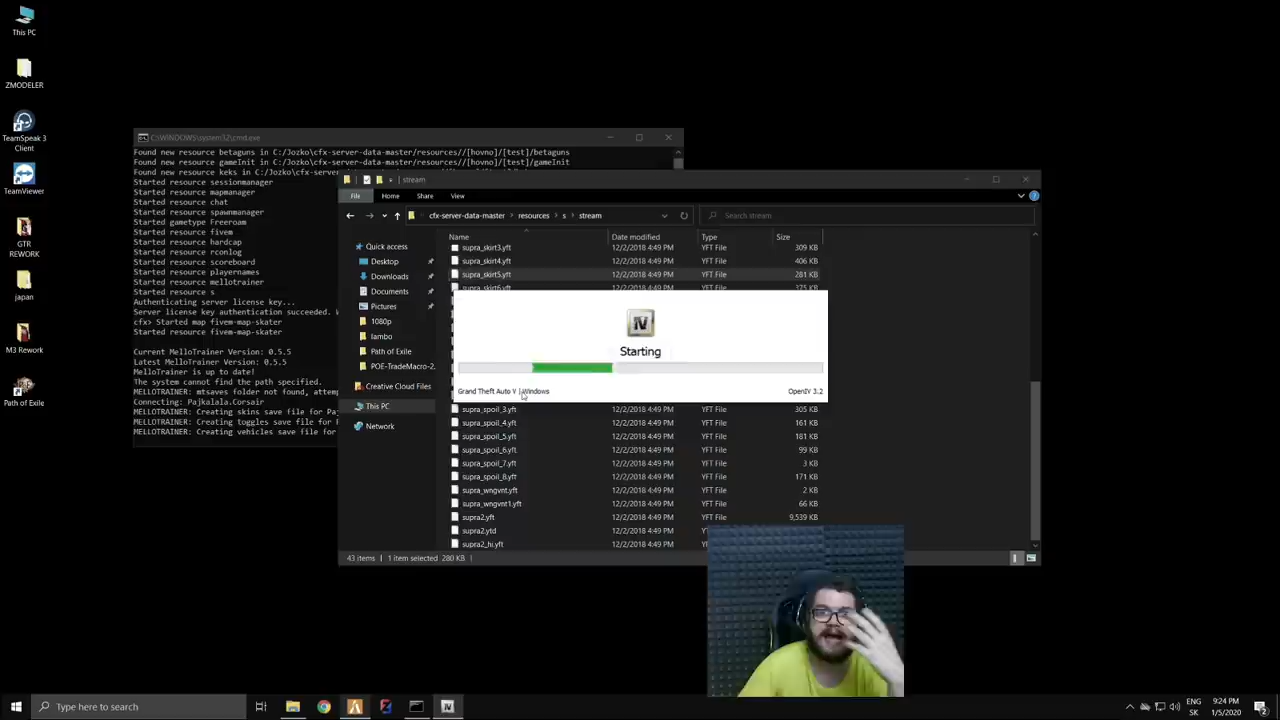 This PC
ZMODELER
TeamSpeak 3
Client
TeamViewer
GTR
REWORK
japan
M3 Rework
Path of Exile
C:\WINDOWS\system32\cmd.exe
Found new resource betaguns in C:/Jozko/cfx-server-data-master/resources//[hovno]/[test]/betaguns
Found new resource gameInit in C:/Jozko/cfx-server-data-master/resources//[hovno]/[test]/gameInit
Found new resource keks in C:/Jozko/cfx-serv
Started resource sessionmanager
Started resource mapmanager
Started resource chat
Started resource spawnmanager
Started gametype Freeroam
Started resource fivem
Started resource hardcap
Started resource rconlog
Started resource scoreboard
Started resource playernames
Started resource mellotrainer
Started resource s
Authenticating server license key...
Server license key authentication succeeded. W
cfx> Started map fivem-map-skater
Started resource fivem-map-skater
Current MelloTrainer Version: 0.5.5
Latest MelloTrainer Version: 0.5.5
MelloTrainer is up to date!
The system cannot find the path specified.
MELLOTRAINER: mtsaves folder not found, attemp
Connecting: Pajkalala.Corsair
MELLOTRAINER: Creating skins save file for Paj
MELLOTRAINER: Creating toggles save file for P
MELLOTRAINER: Creating vehicles save file for
stream
File Home Share View
cfx-server-data-master > resources > s > stream
Search stream
Quick access
Desktop
Downloads
Documents
Pictures
1080p
lambo
Path of Exile
POE-TradeMacro-2.
Creative Cloud Files
This PC
Network
Name Date modified Type Size
supra_skirt3.yft 12/2/2018 4:49 PM YFT File 309 KB
supra_skirt4.yft 12/2/2018 4:49 PM YFT File 406 KB
supra_skirt5.yft 12/2/2018 4:49 PM YFT File 281 KB
supra_skirt6.yft 12/2/2018 4:49 PM YFT File 375 KB
IV
Starting
Grand Theft Auto V | Windows
OpenIV 3.2
supra_spoil_3.yft 12/2/2018 4:49 PM YFT File 305 KB
supra_spoil_4.yft 12/2/2018 4:49 PM YFT File 161 KB
supra_spoil_5.yft 12/2/2018 4:49 PM YFT File 181 KB
supra_spoil_6.yft 12/2/2018 4:49 PM YFT File 99 KB
supra_spoil_7.yft 12/2/2018 4:49 PM YFT File 3 KB
supra_spoil_8.yft 12/2/2018 4:49 PM YFT File 171 KB
supra_wngvnt.yft 12/2/2018 4:49 PM YFT File 2 KB
supra_wngvnt1.yft 12/2/2018 4:49 PM YFT File 66 KB
supra2.yft 12/2/2018 4:49 PM YFT File 9,539 KB
supra2.ytd 12/2/2018 4:49 PM
supra2_hi.yft 12/2/2018 4:49 PM
43 items 1 item selected 280 KB
Type here to search
ENG
SK
9:24 PM
1/5/2020
2